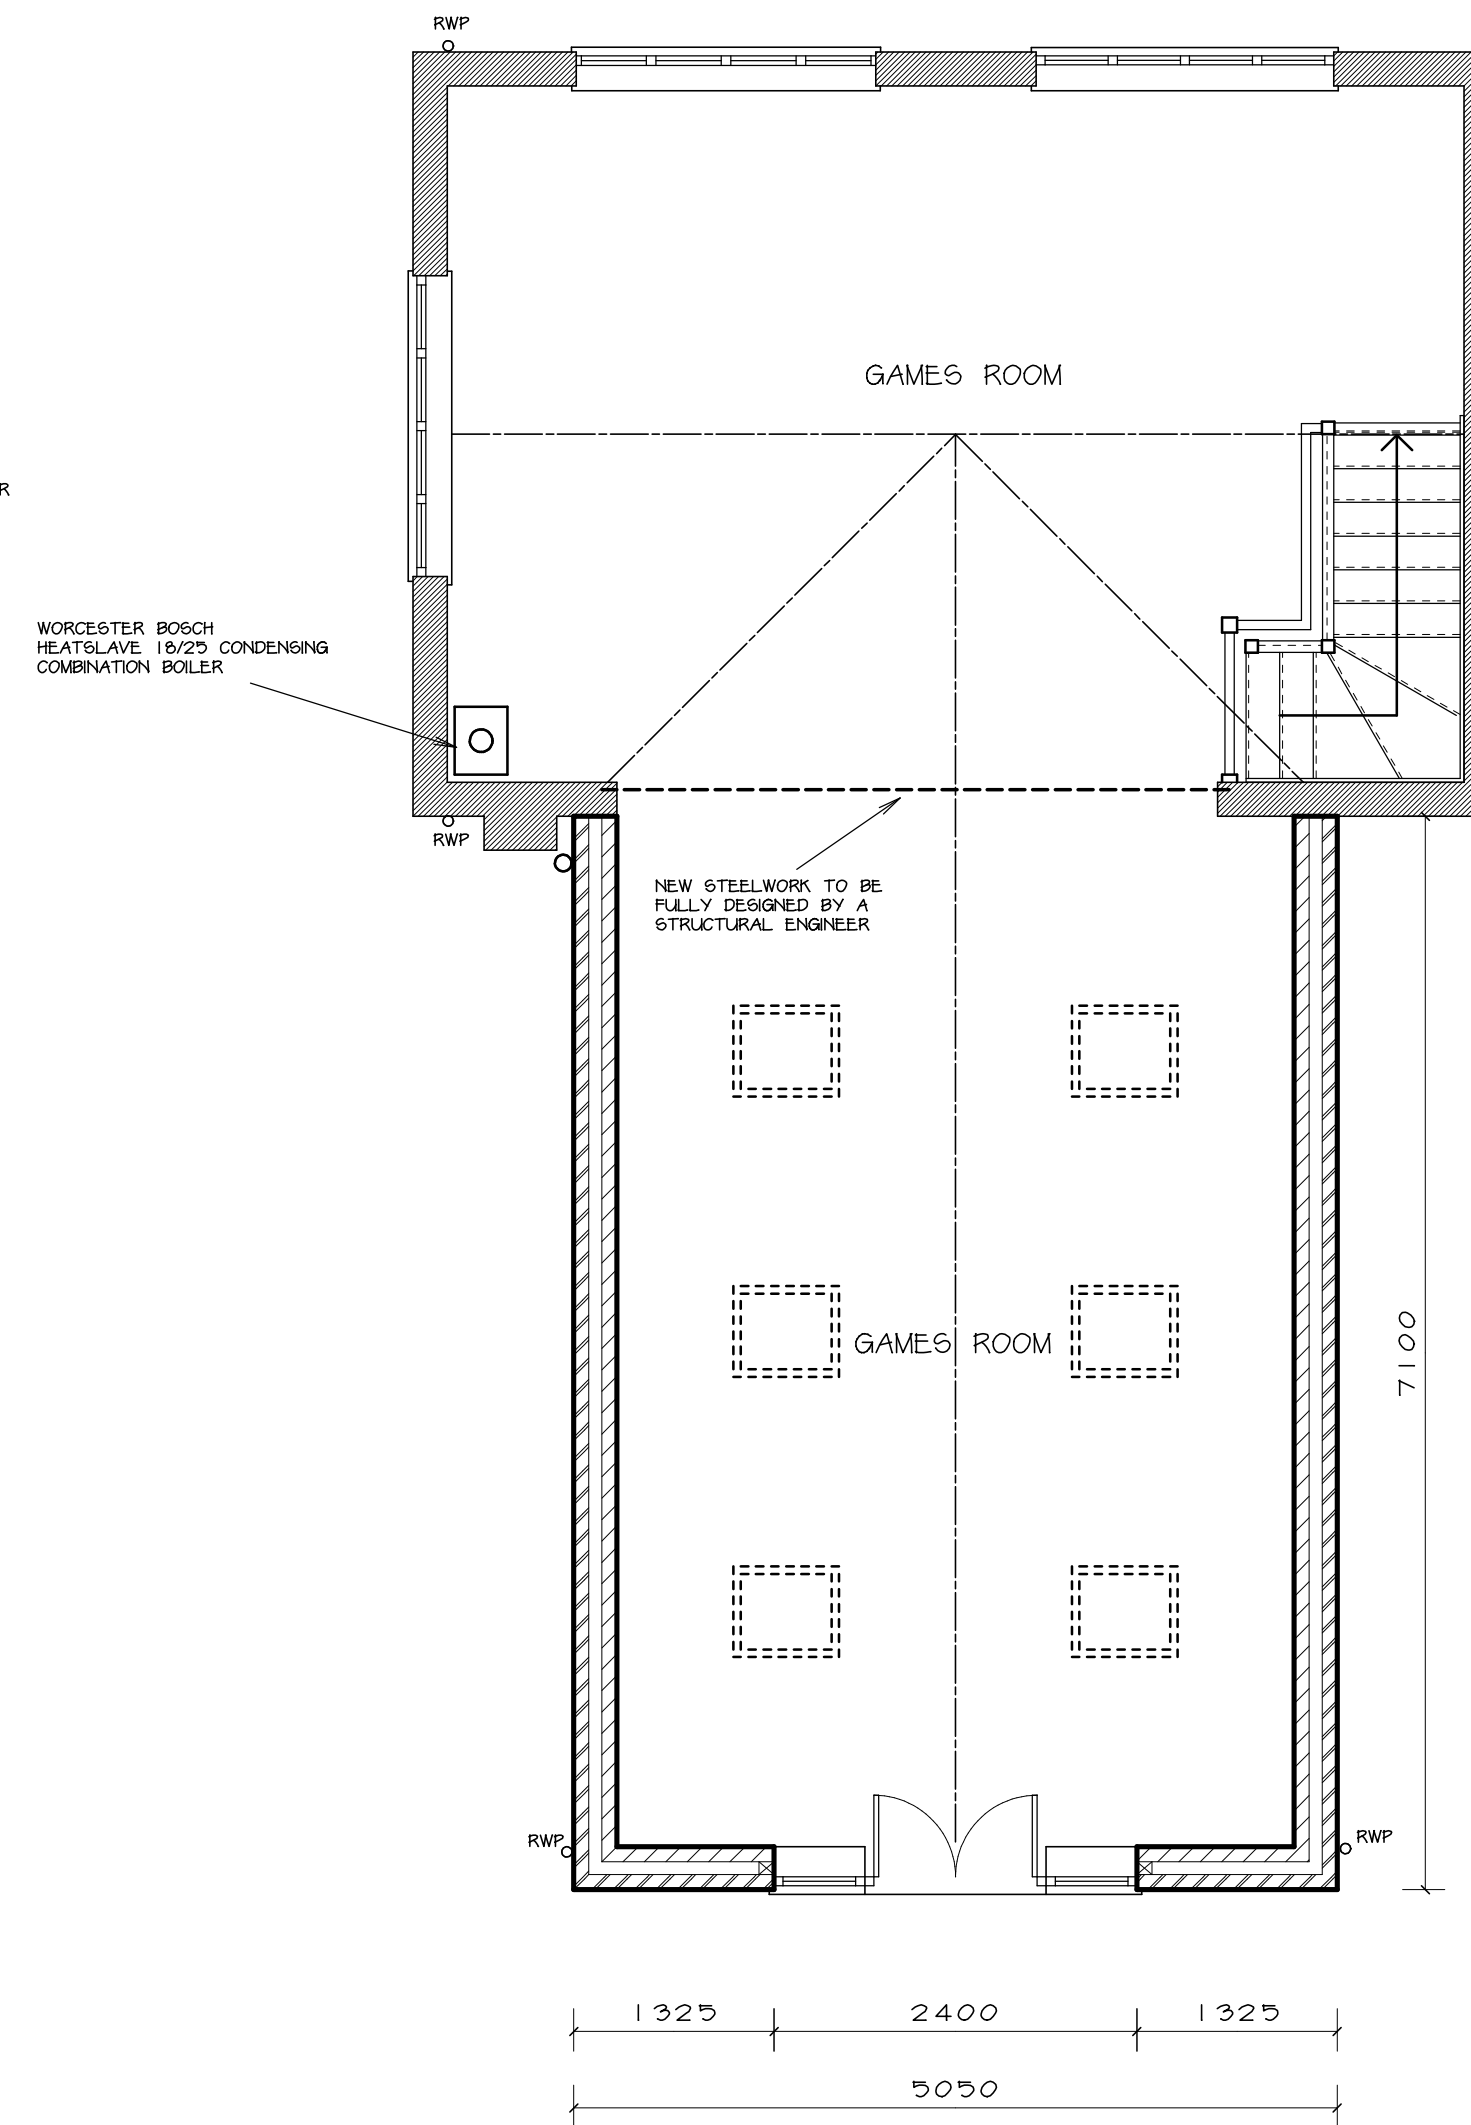 RWP
GAMES ROOM
R
WORCESTER BOSCH
HEATSLAVE 18/25 CONDENSING
COMBINATION BOILER
RWP
NEW STEELWORK TO BE
FULLY DESIGNED BY A
STRUCTURAL ENGINEER
GAMES ROOM
7100
RWP
RWP
1325
2400
1325
5050